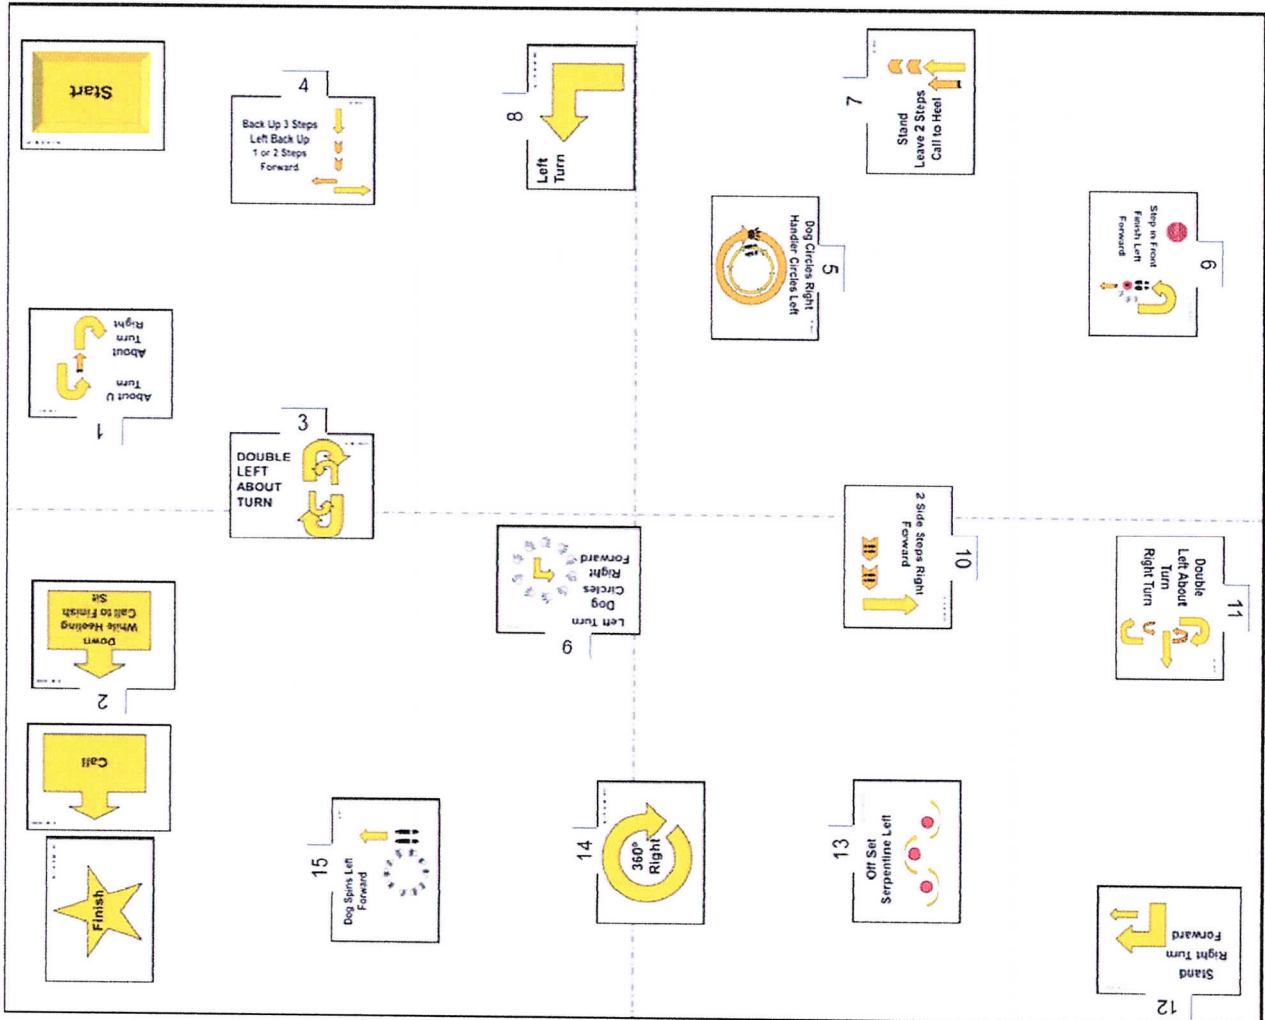 Start
1
About U
Turn
About
Turn
Right
2
Down
While Heeling
Call to Finish
Sit
3
DOUBLE
LEFT
ABOUT
TURN
4
Back Up 3 Steps
Left Back Up
1 or 2 Steps
Forward
5
Dog Circles Right
Handler Circles Left
6
Step in Front
Finish Left
Forward
7
Stand
Leave 2 Steps
Call to Heel
8
Left
Turn
9
Left Turn
Dog
Circles
Right
Forward
10
2 Side Steps Right
Forward
11
Double
Left About
Turn
Right Turn
12
Stand
Right Turn
Forward
13
Off Set
Serpentine Left
14
360º
Right
15
Dog Spins Left
Forward
Call
Finish